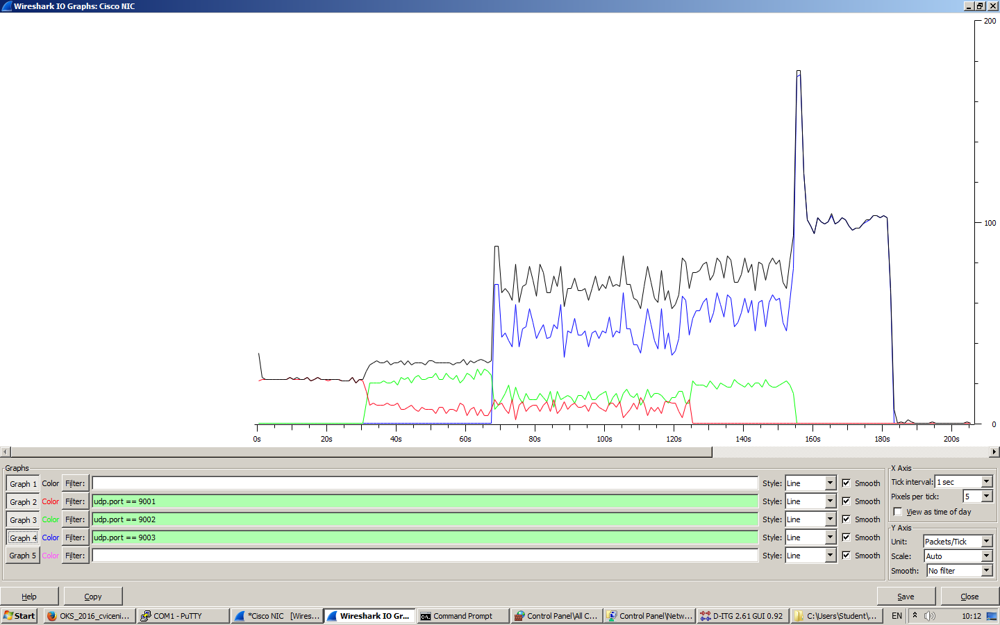 Wireshark IO Graphs: Cisco NIC
200
100
0
0s 20s 40s 60s 80s 100s 120s 140s 160s 180s 200s
Graphs
Graph 1 Color Filter: Style: Line Smooth
Graph 2 Color Filter: udp.port == 9001 Style: Line Smooth
Graph 3 Color Filter: udp.port == 9002 Style: Line Smooth
Graph 4 Color Filter: udp.port == 9003 Style: Line Smooth
Graph 5 Color Filter: Style: Line Smooth
X Axis
Tick interval: 1 sec
Pixels per tick: 5
View as time of day
Y Axis
Unit: Packets/Tick
Scale: Auto
Smooth: No filter
Help Copy Save Close
Start OKS_2016_cviceni... COM1 - PuTTY *Cisco NIC [Wires... Wireshark IO Gr... Command Prompt Control Panel\All C... Control Panel\Netw... D-ITG 2.61 GUI 0.92 C:\Users\Student\... EN 10:12